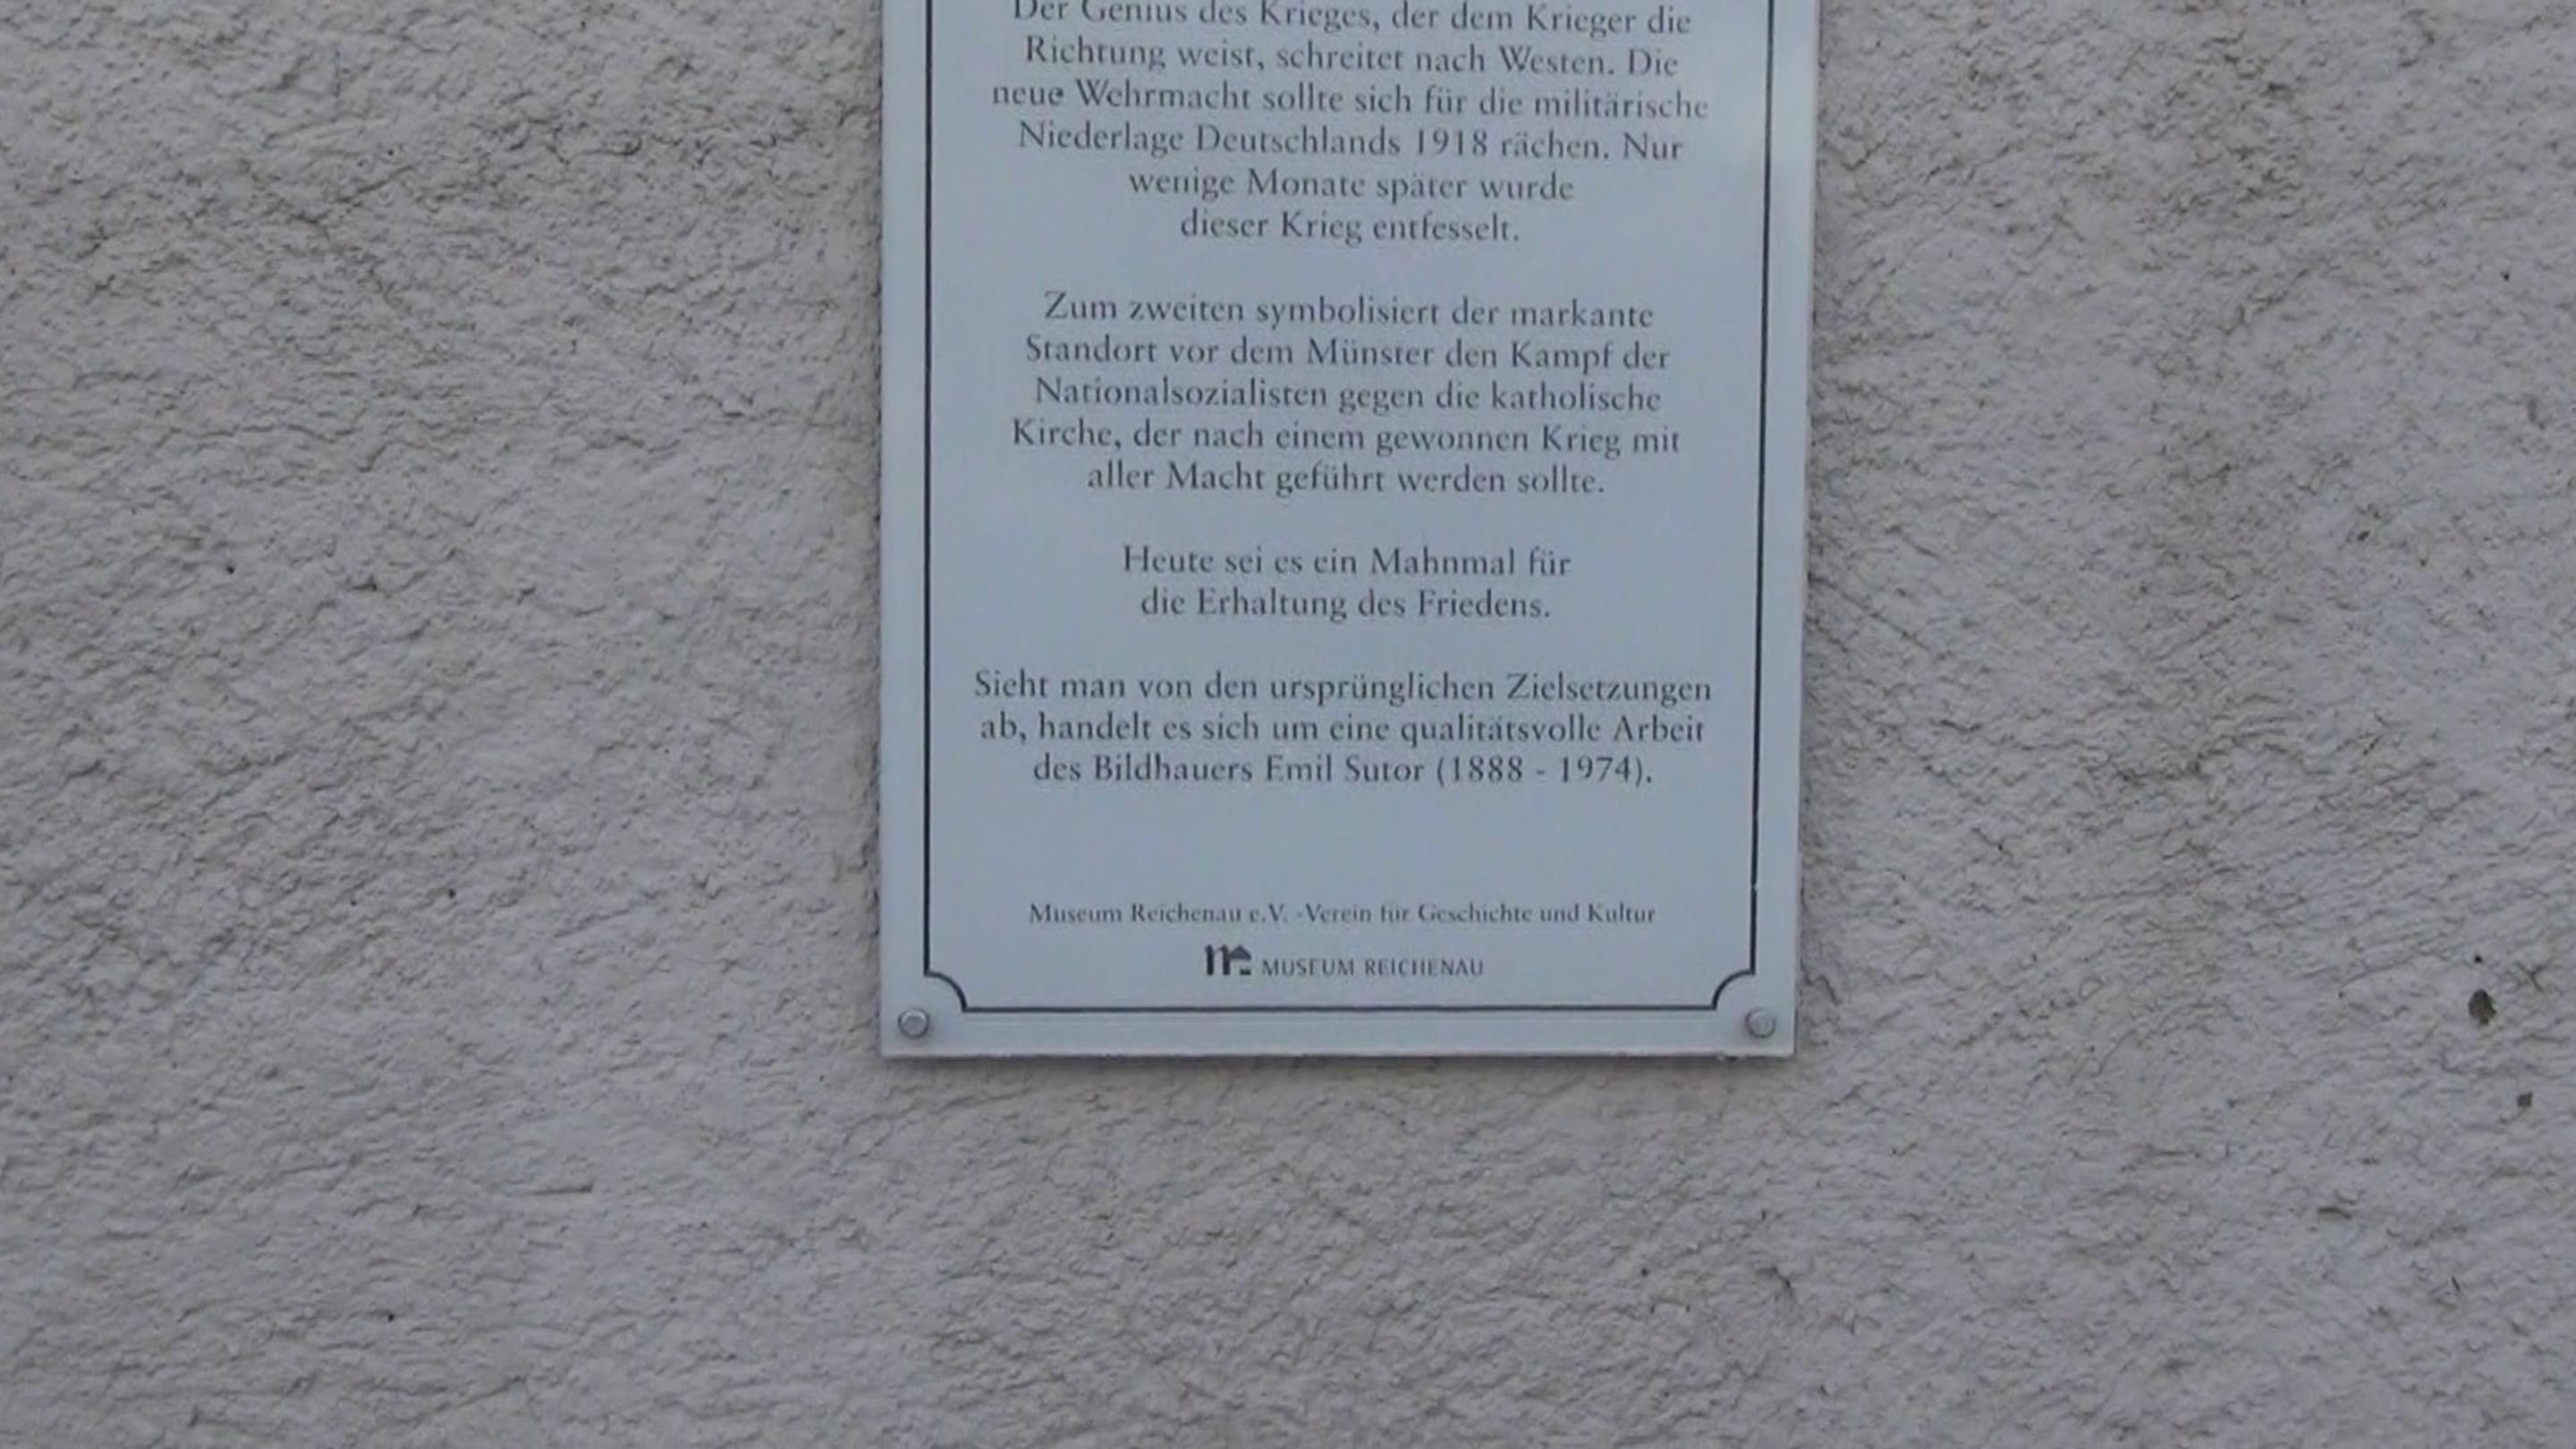 Der Genius des Krieges, der dem Krieger die
Richtung weist, schreitet nach Westen. Die
neue Wehrmacht sollte sich für die militärische
Niederlage Deutschlands 1918 rächen. Nur
wenige Monate später wurde
dieser Krieg entfesselt.
Zum zweiten symbolisiert der markante
Standort vor dem Münster den Kampf der
Nationalsozialisten gegen die katholische
Kirche, der nach einem gewonnen Krieg mit
aller Macht geführt werden sollte.
Heute sei es ein Mahnmal für
die Erhaltung des Friedens.
Sieht man von den ursprünglichen Zielsetzungen
ab, handelt es sich um eine qualitätsvolle Arbeit
des Bildhauers Emil Sutor (1888 - 1974).
Museum Reichenau e.V. -Verein für Geschichte und Kultur
MUSEUM REICHENAU